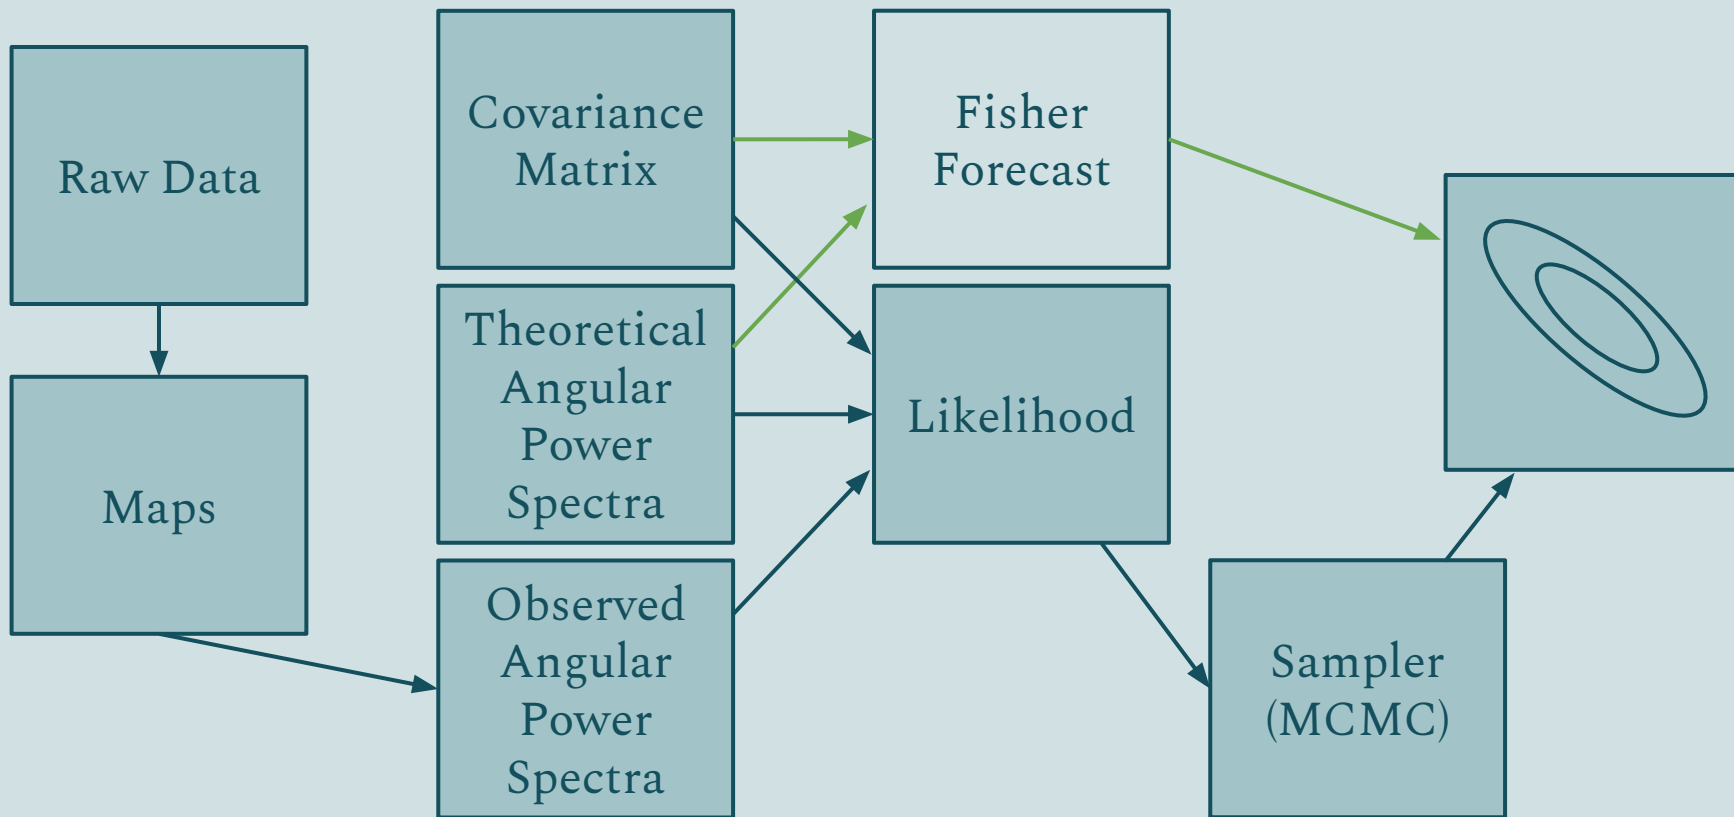 Raw Data
Maps
Covariance
Matrix
Theoretical
Angular
Power
Spectra
Observed
Angular
Power
Spectra
Fisher
Forecast
Likelihood
Sampler
(MCMC)